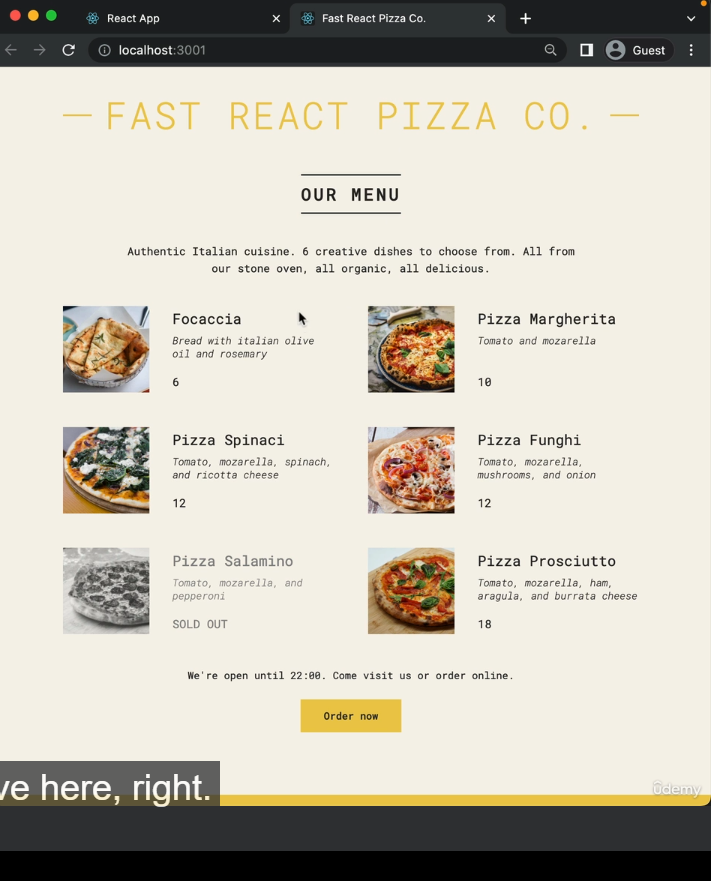 React App
Fast React Pizza Co.
localhost:3001
Guest
FAST REACT PIZZA CO.
OUR MENU
Authentic Italian cuisine. 6 creative dishes to choose from. All from
our stone oven, all organic, all delicious.
Focaccia
Bread with italian olive
oil and rosemary
6
Pizza Margherita
Tomato and mozarella
10
Pizza Spinaci
Tomato, mozarella, spinach,
and ricotta cheese
12
Pizza Funghi
Tomato, mozarella,
mushrooms, and onion
12
Pizza Salamino
Tomato, mozarella, and
pepperoni
SOLD OUT
Pizza Prosciutto
Tomato, mozarella, ham,
aragula, and burrata cheese
18
We're open until 22:00. Come visit us or order online.
Order now
ve here, right.
ûdemy